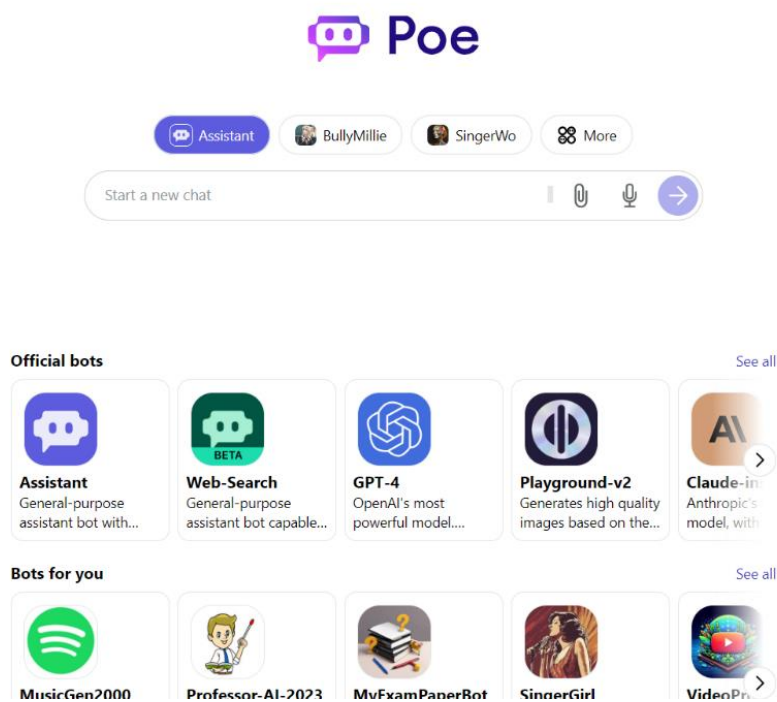 Poe
Assistant BullyMillie SingerWo More
Start a new chat
Official bots See all
BETA
AI
Assistant Web-Search GPT-4 Playground-v2 Claude-in
General-purpose General-purpose OpenAI's most Generates high quality Anthropic's
assistant bot with... assistant bot capable... powerful model.... images based on the... model, with
Bots for you See all
MusicGen2000 Professor-AI-2023 MyExamPaperBot SingerGirl VideoPr